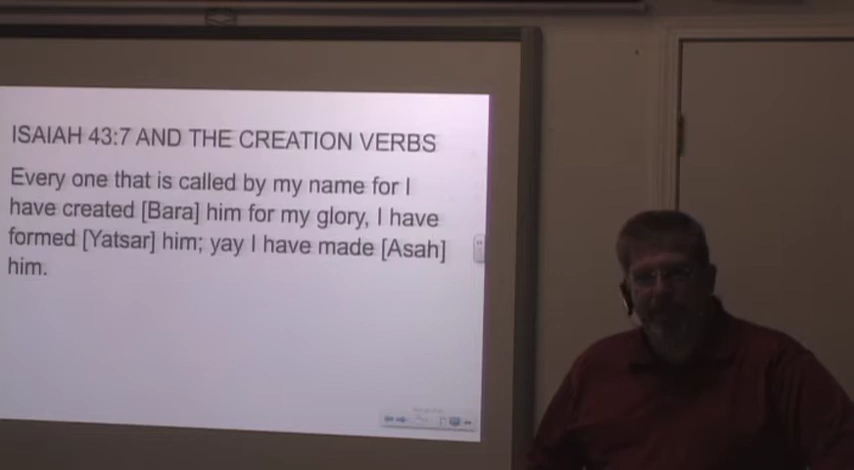 ISAIAH 43:7 AND THE CREATION VERBS
Every one that is called by my name for I
have created [Bara] him for my glory, I have
formed [Yatsar] him; yay I have made [Asah]
him.